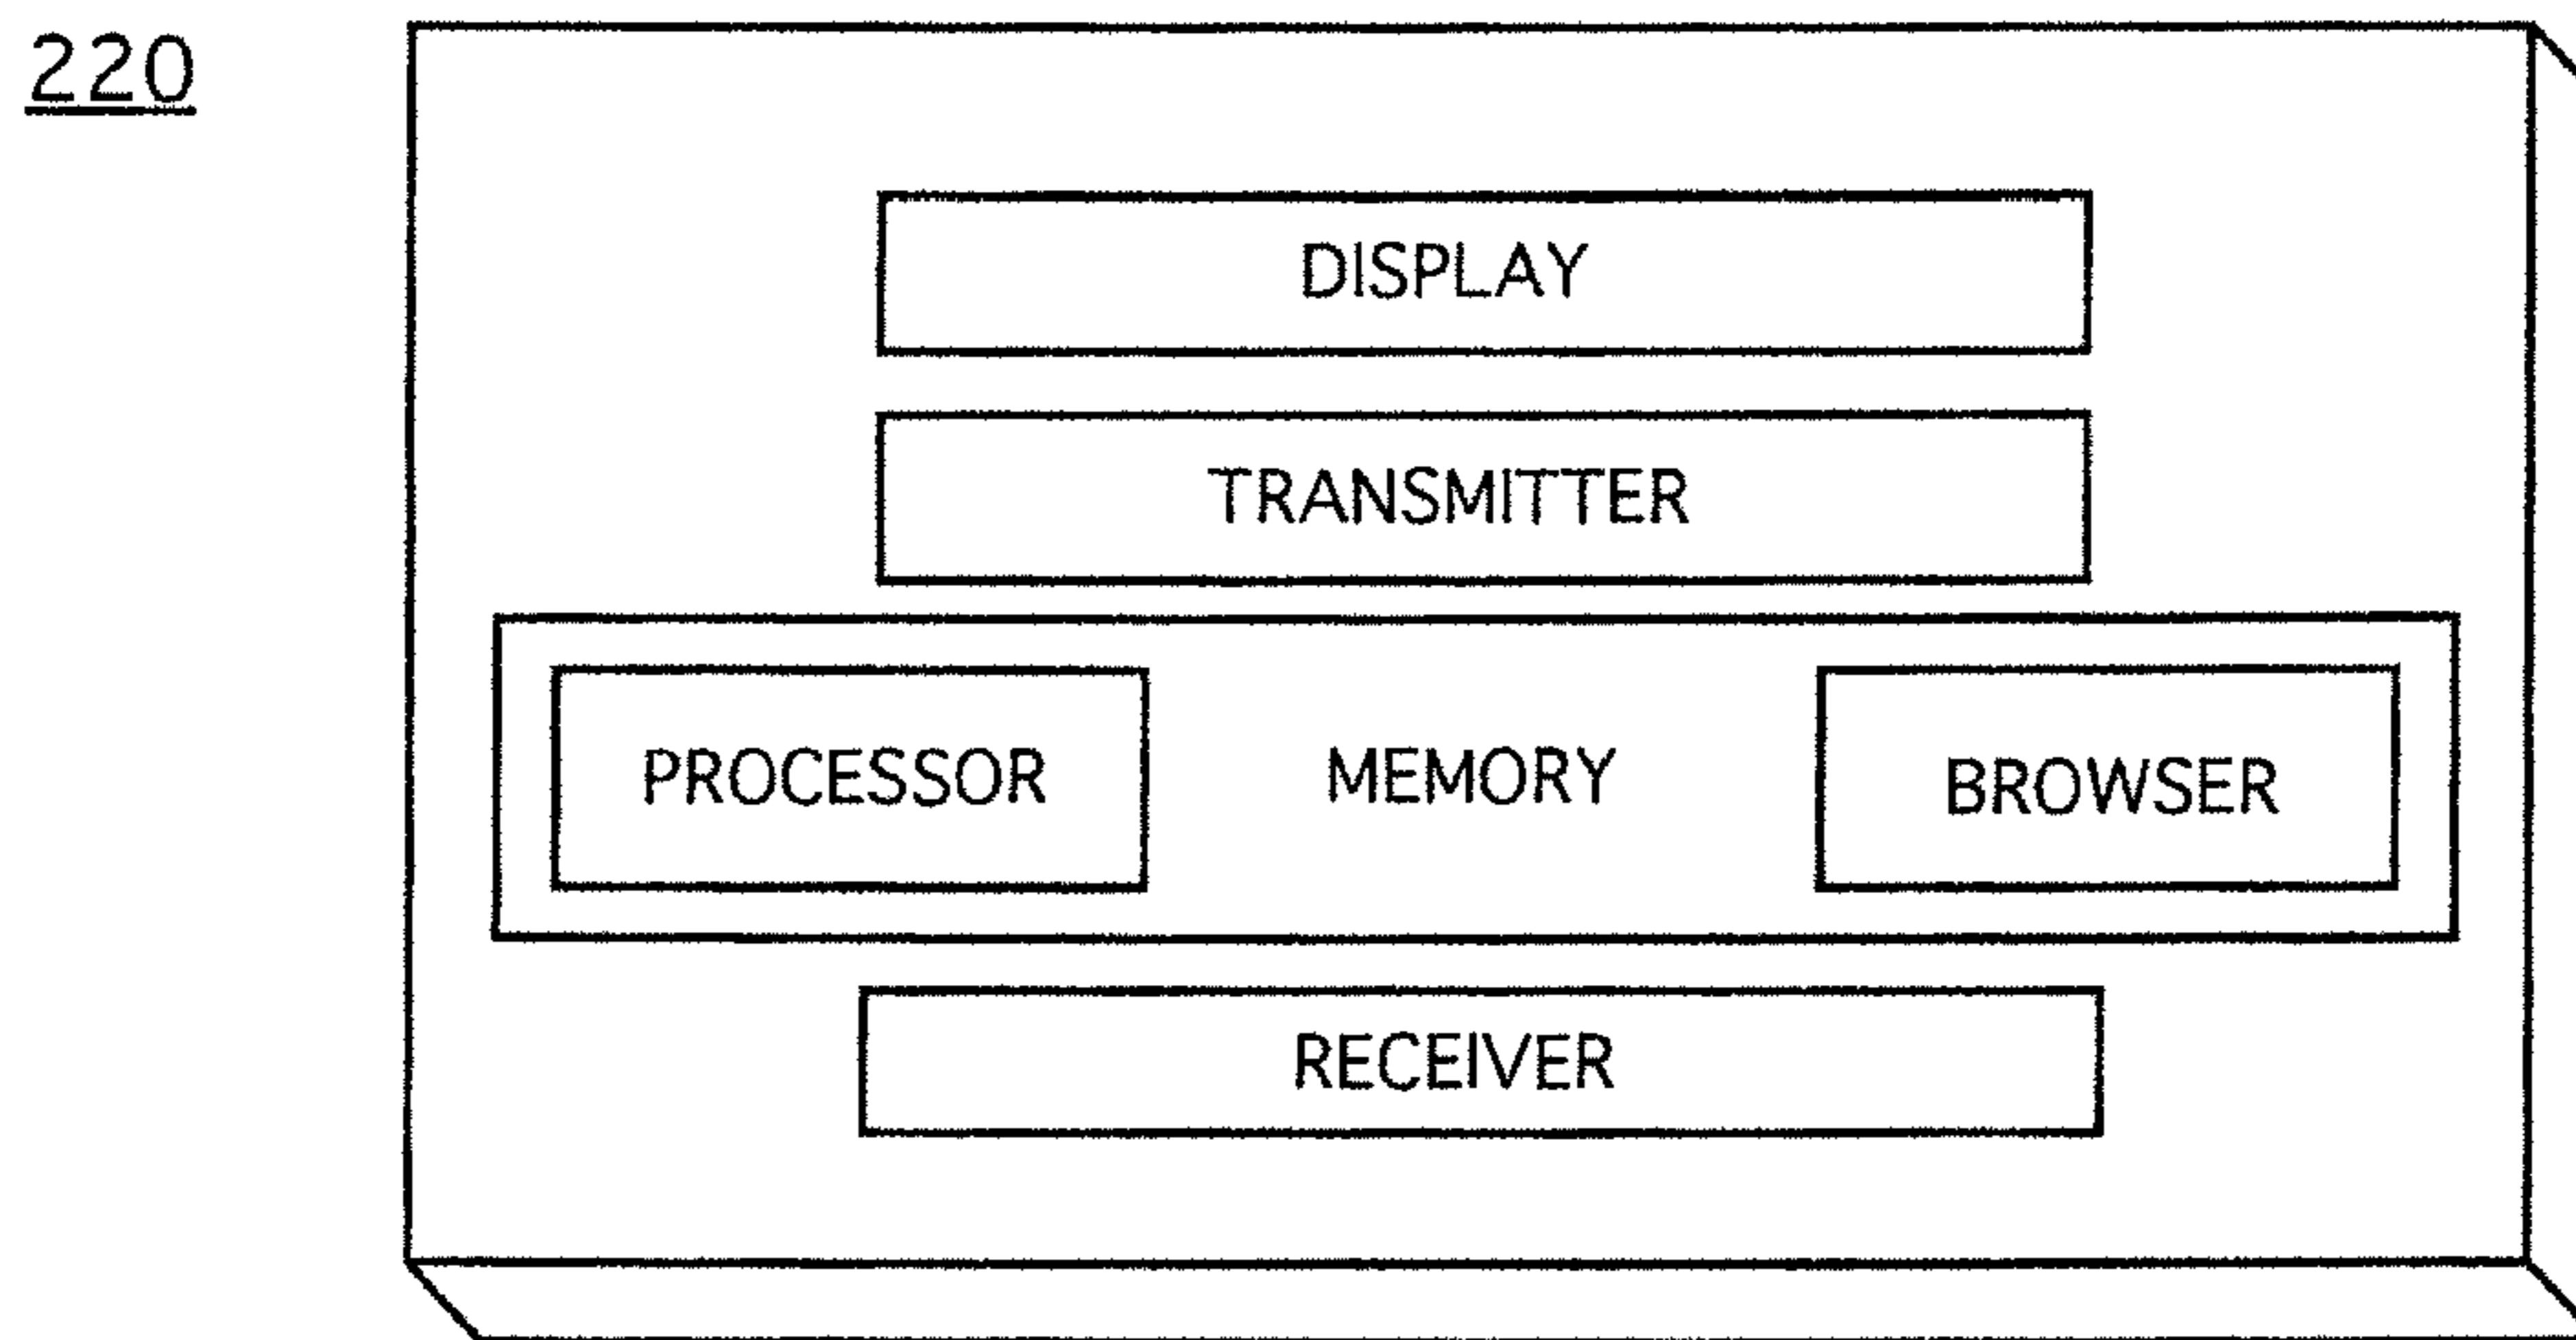 220
DISPLAY
TRANSMITTER
PROCESSOR MEMORY BROWSER
RECEIVER